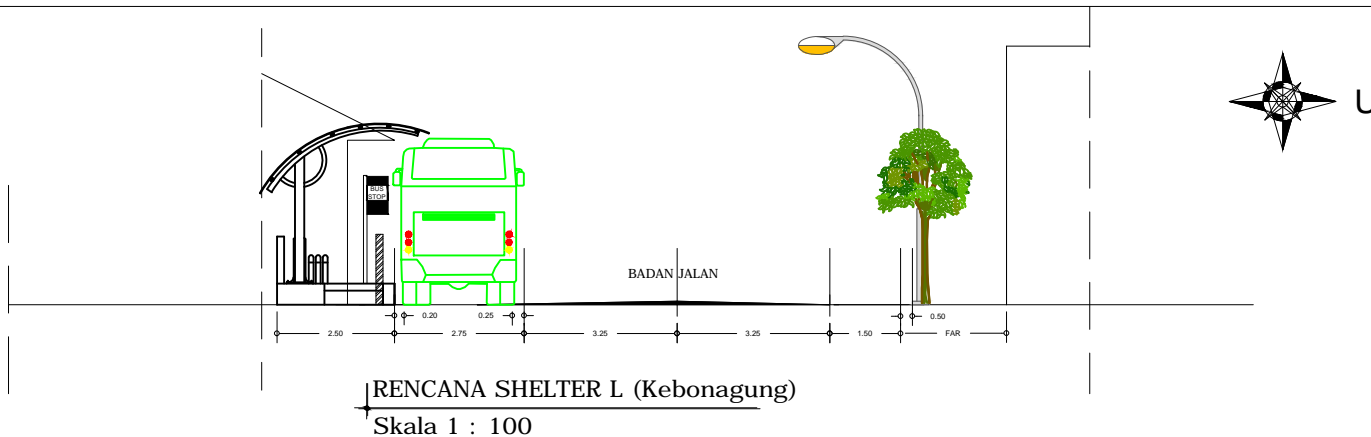 U
BUS
STOP
BADAN JALAN
0.20
0.25
0.50
2.50
2.75
3.25
3.25
1.50
FAR
RENCANA SHELTER L (Kebonagung)
Skala 1 : 100